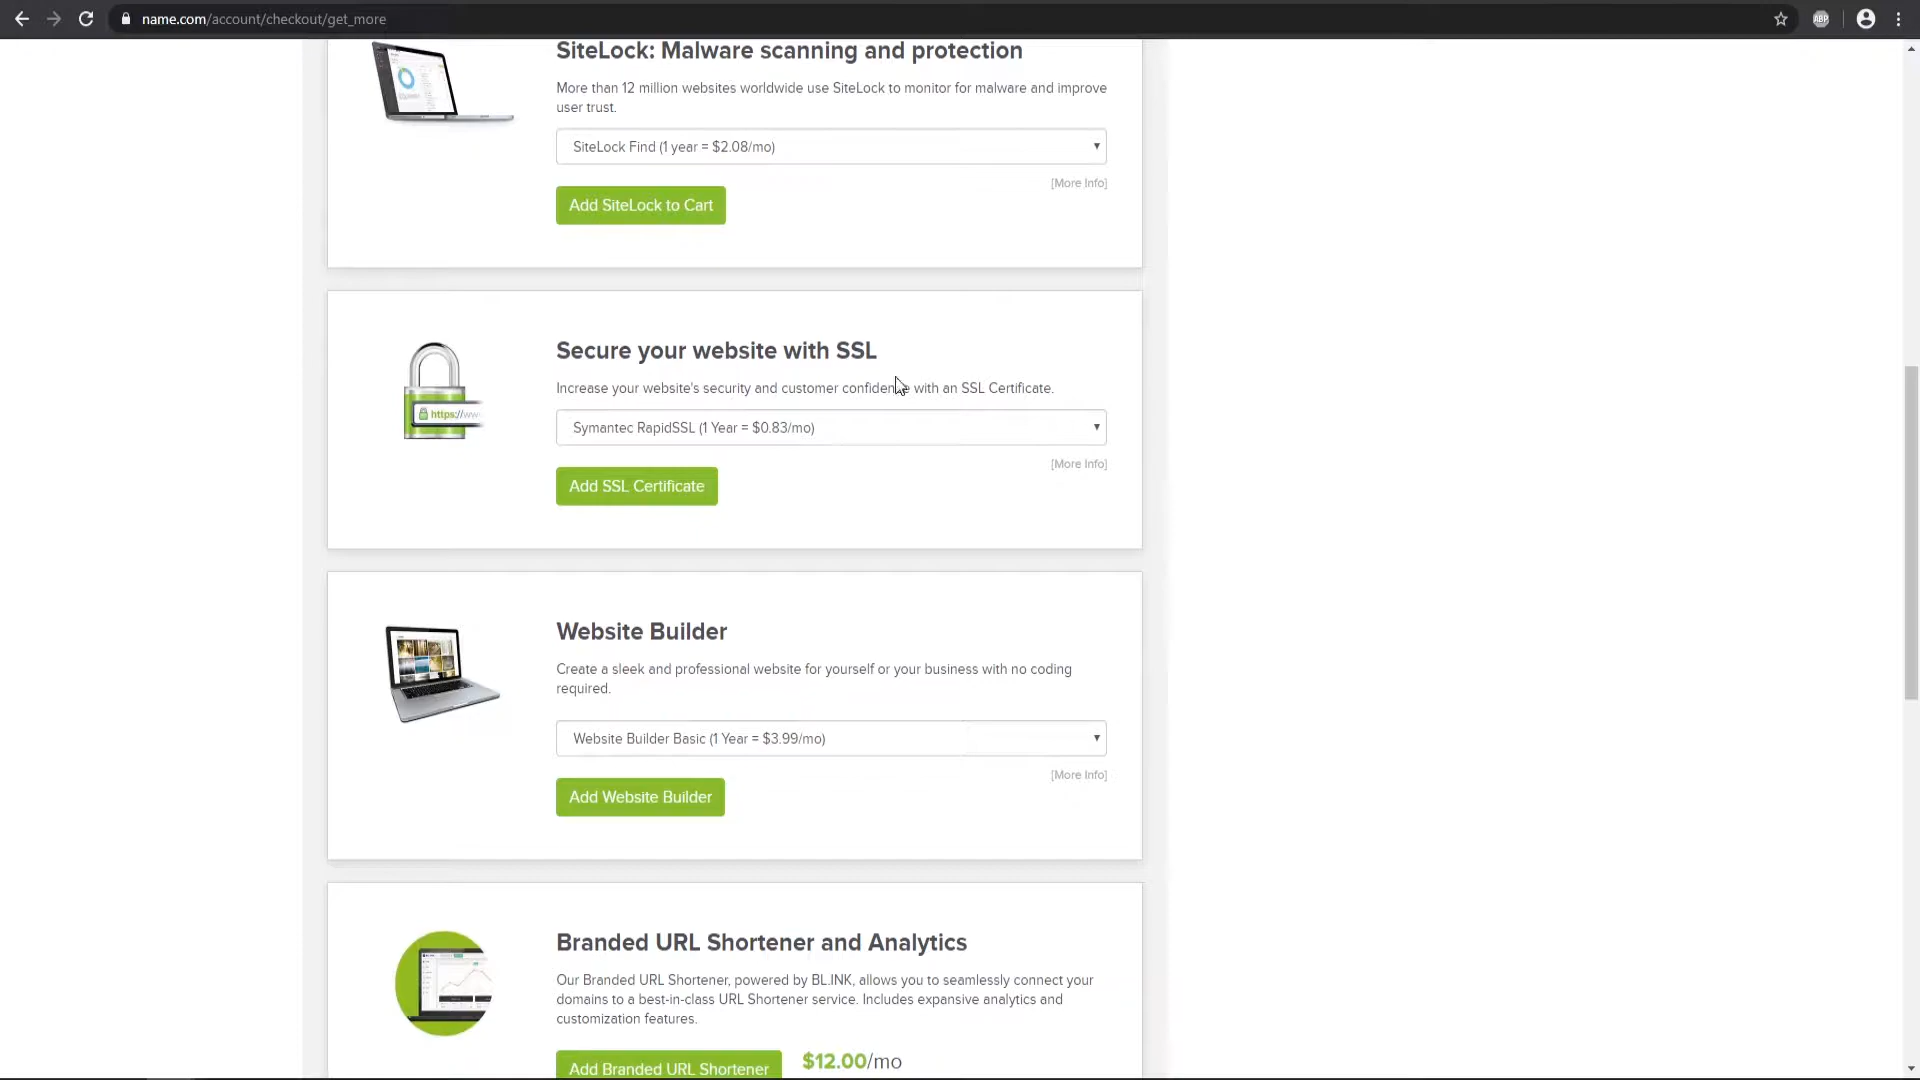 name.com/account/checkout/get_more
ABP
SiteLock: Malware scanning and protection
More than 12 million websites worldwide use SiteLock to monitor for malware and improve
user trust.
SiteLock Find (1 year = $2.08/mo)
[More Info]
Add SiteLock to Cart
Secure your website with SSL
Increase your website's security and customer confidence with an SSL Certificate.
https://ww
Symantec RapidSSL (1 Year = $0.83/mo)
[More Info]
Add SSL Certificate
Website Builder
Create a sleek and professional website for yourself or your business with no coding
required.
Website Builder Basic (1 Year = $3.99/mo)
[More Info]
Add Website Builder
Branded URL Shortener and Analytics
Our Branded URL Shortener, powered by BL.INK, allows you to seamlessly connect your
domains to a best-in-class URL Shortener service. Includes expansive analytics and
customization features.
Add Branded URL Shortener $12.00/mo